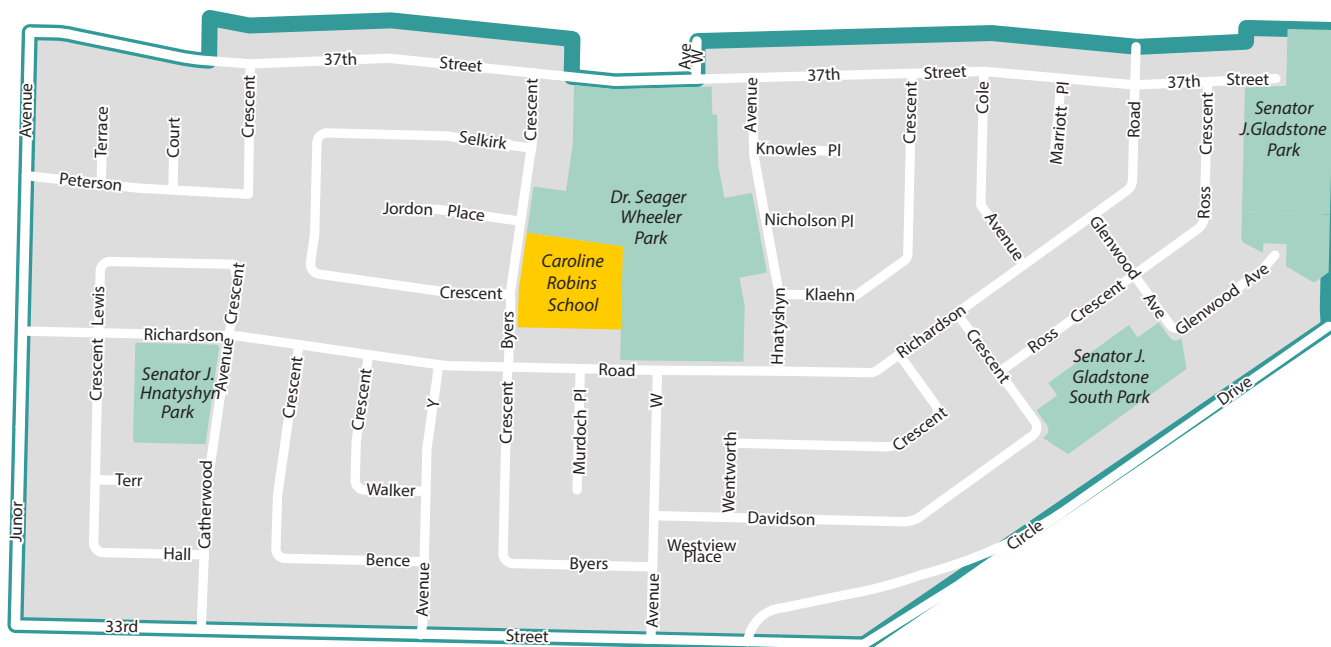 37th
Street
Ave
W
37th
Street
37th
Street
Avenue
Terrace
Court
Crescent
Peterson
Selkirk
Crescent
Jordon Place
Crescent
Dr. Seager
Wheeler
Park
Caroline
Robins
School
Avenue
Knowles Pl
Nicholson Pl
Crescent
Klaehn
Hnatyshyn
Cole
Avenue
Marriott Pl
Road
Crescent
Ross
Senator
J.Gladstone
Park
Glenwood
Ave
Glenwood Ave
Ross Crescent
Richardson
Crescent
Senator J.
Gladstone
South Park
Lewis
Crescent
Crescent
Richardson
Senator J.
Hnatyshyn
Park
Avenue
Catherwood
Terr
Hall
Crescent
Crescent
Walker
Bence
Y
Avenue
Byers
Crescent
Byers
Road
Murdoch Pl
W
Avenue
Wentworth
Crescent
Davidson
Westview
Place
Drive
Circle
Junor
33rd
Street